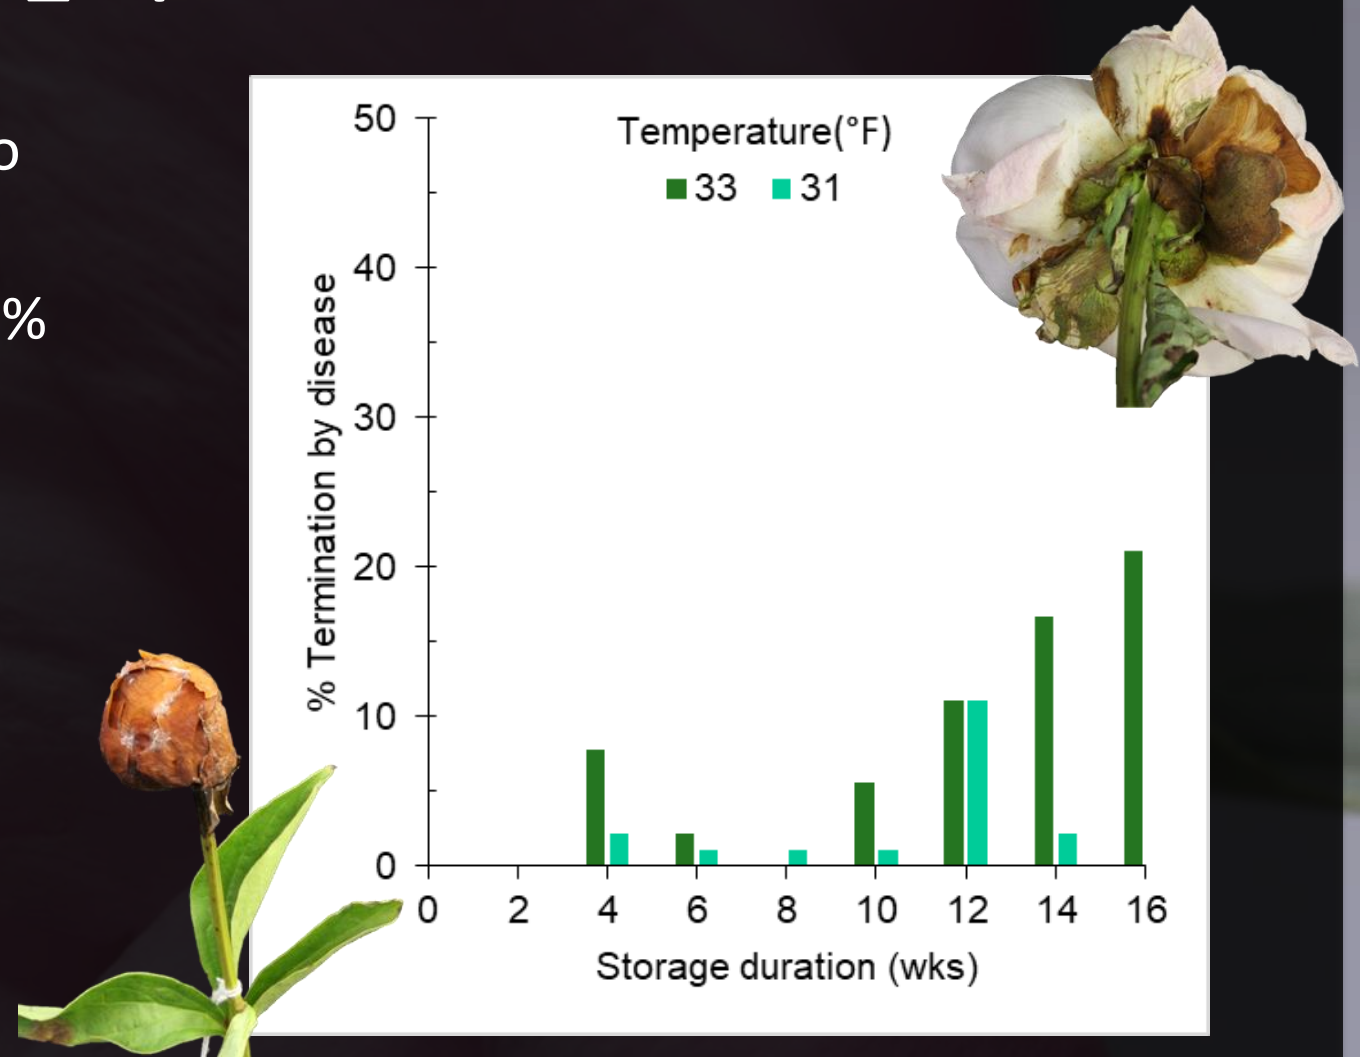 o
%
Temperature(°F)
33 31
50
40
30
20
10
0
% Termination by disease
0 2 4 6 8 10 12 14 16
Storage duration (wks)